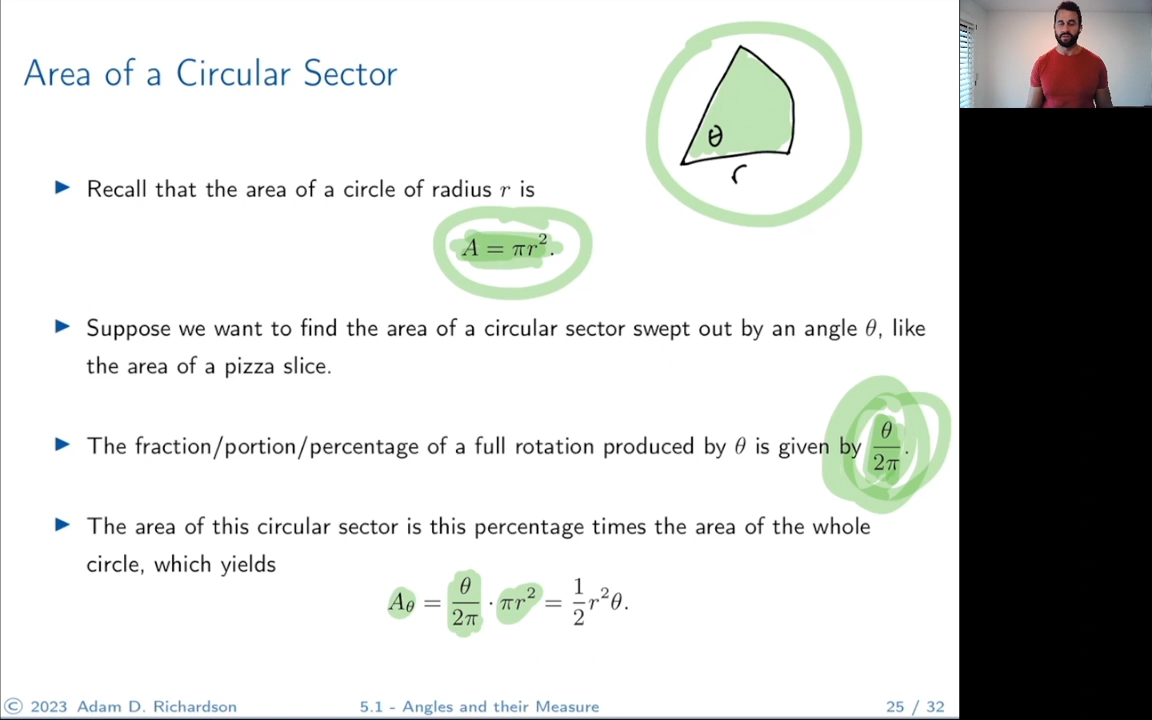 Area of a Circular Sector
θ
r
▶ Recall that the area of a circle of radius r is
A = πr².
▶ Suppose we want to find the area of a circular sector swept out by an angle θ, like
the area of a pizza slice.
▶ The fraction/portion/percentage of a full rotation produced by θ is given by θ/2π.
▶ The area of this circular sector is this percentage times the area of the whole
circle, which yields
A_θ = θ/2π · πr² = 1/2 r²θ.
© 2023 Adam D. Richardson 5.1 - Angles and their Measure 25 / 32